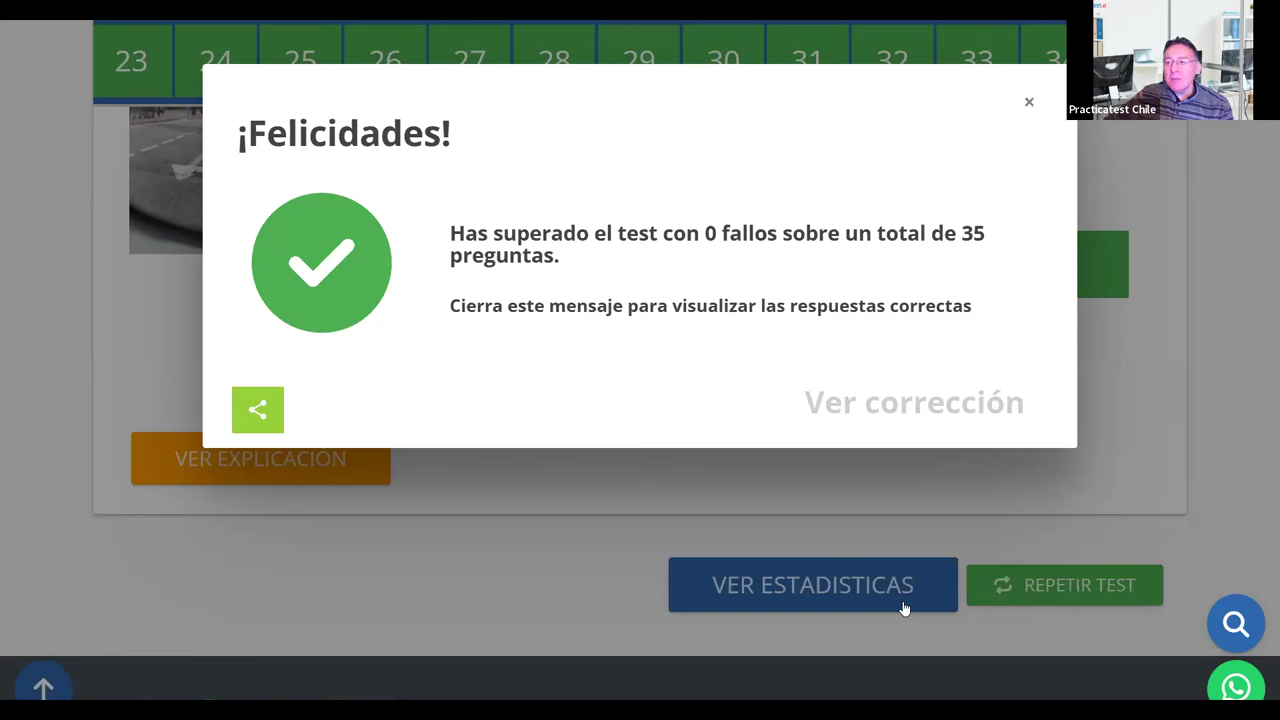 23 24 25 26 27 28 29 30 31 32 33
Practicatest Chile
×
¡Felicidades!
Has superado el test con 0 fallos sobre un total de 35
preguntas.
Cierra este mensaje para visualizar las respuestas correctas
Ver corrección
VER EXPLICACIÓN
VER ESTADISTICAS
REPETIR TEST